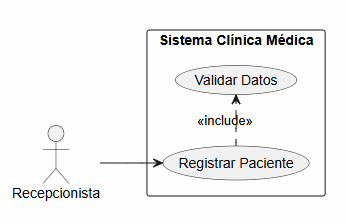 Sistema Clínica Médica
Validar Datos
«include»
Registrar Paciente
Recepcionista